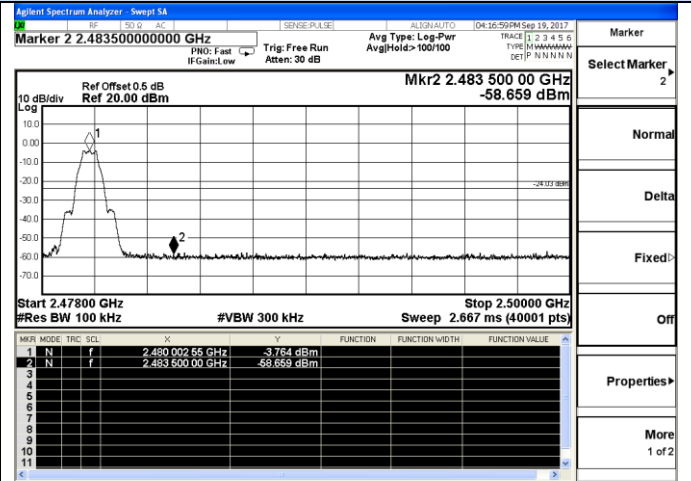 Agilent Spectrum Analyzer - Swept SA
RF 50 Ω AC SENSE:PULSE ALIGNAUTO 04:16:59PM Sep 19, 2017
Marker 2 2.483500000000 GHz
PNO: Fast
IFGain:Low
Trig: Free Run
Atten: 30 dB
Avg Type: Log-Pwr
Avg|Hold:> 100/100
TRACE 1 2 3 4 5 6
TYPE M WWWWW
DET P N N N N N
Ref Offset 0.5 dB
10 dB/div Ref 20.00 dBm
Log
Mkr2 2.483 500 00 GHz
-58.659 dBm
10.0
0.00
-10.0
-20.0
-30.0
-40.0
-50.0
-60.0
-70.0
1
2
-24.03 dBm
Start 2.47800 GHz Stop 2.50000 GHz
#Res BW 100 kHz #VBW 300 kHz Sweep 2.667 ms (40001 pts)
MKR MODE TRC SCL X Y FUNCTION FUNCTION WIDTH FUNCTION VALUE
1 N f 2.480 002 55 GHz -3.764 dBm
2 N f 2.483 500 00 GHz -58.659 dBm
3
4
5
6
7
8
9
10
11
Marker
Select Marker
2
Normal
Delta
Fixed
Off
Properties
More
1 of 2